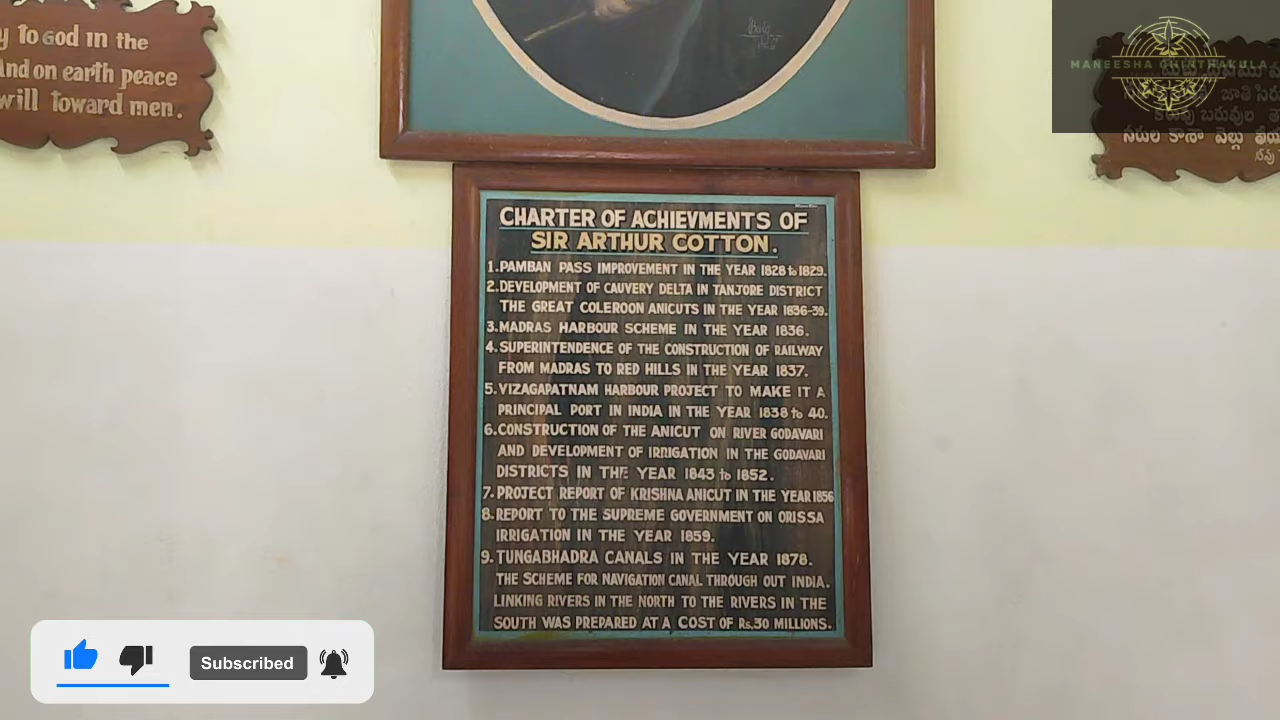 y to God in the
And on earth peace
will Toward men.
MANEESHA CHINTHAKULA
CHARTER OF ACHIEVMENTS OF
SIR ARTHUR COTTON.
1. PAMBAN PASS IMPROVEMENT IN THE YEAR 1828 to 1829.
2. DEVELOPMENT OF CAUVERY DELTA IN TANJORE DISTRICT
THE GREAT COLEROON ANICUTS IN THE YEAR 1836-39.
3. MADRAS HARBOUR SCHEME IN THE YEAR 1836.
4. SUPERINTENDENCE OF THE CONSTRUCTION OF RAILWAY
FROM MADRAS TO RED HILLS IN THE YEAR 1837.
5. VIZAGAPATNAM HARBOUR PROJECT TO MAKE IT A
PRINCIPAL PORT IN INDIA IN THE YEAR 1838 to 40.
6. CONSTRUCTION OF THE ANICUT ON RIVER GODAVARI
AND DEVELOPMENT OF IRRIGATION IN THE GODAVARI
DISTRICTS IN THE YEAR 1843 to 1852.
7. PROJECT REPORT OF KRISHNA ANICUT IN THE YEAR 1856
8. REPORT TO THE SUPREME GOVERNMENT ON ORISSA
IRRIGATION IN THE YEAR 1859.
9. TUNGABHADRA CANALS IN THE YEAR 1878.
THE SCHEME FOR NAVIGATION CANAL THROUGH OUT INDIA.
LINKING RIVERS IN THE NORTH TO THE RIVERS IN THE
SOUTH WAS PREPARED AT A COST OF Rs.30 MILLIONS.
Subscribed